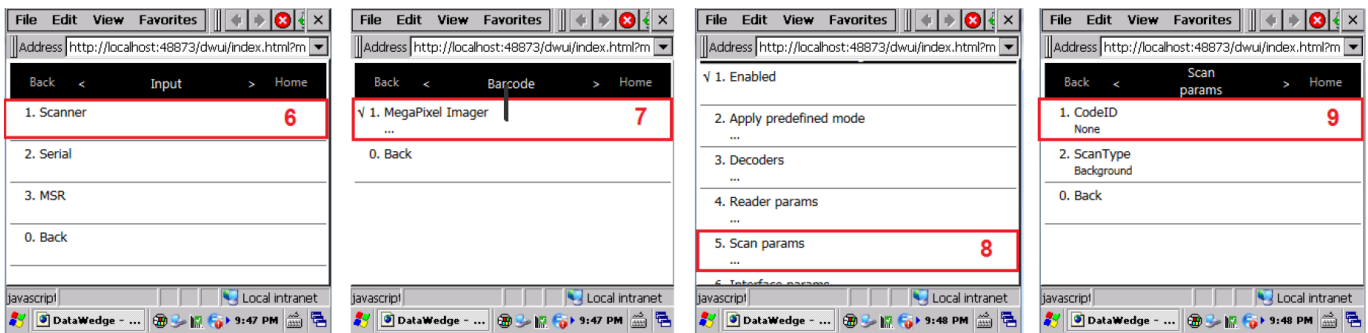 File Edit View Favorites
Address http://localhost:48873/dwui/index.html?m
Back < Input > Home
1. Scanner
6
2. Serial
3. MSR
0. Back
javascript
Local intranet
DataWedge - ...
9:47 PM
File Edit View Favorites
Address http://localhost:48873/dwui/index.html?m
Back < Barcode > Home
√ 1. MegaPixel Imager
...
7
0. Back
javascript
Local intranet
DataWedge - ...
9:47 PM
File Edit View Favorites
Address http://localhost:48873/dwui/index.html?m
√ 1. Enabled
2. Apply predefined mode
...
3. Decoders
...
4. Reader params
...
5. Scan params
...
8
6. Interface params
javascript
Local intranet
DataWedge - ...
9:48 PM
File Edit View Favorites
Address http://localhost:48873/dwui/index.html?m
Back < Scan
params > Home
1. CodeID
None
9
2. ScanType
Background
0. Back
javascript
Local intranet
DataWedge - ...
9:48 PM